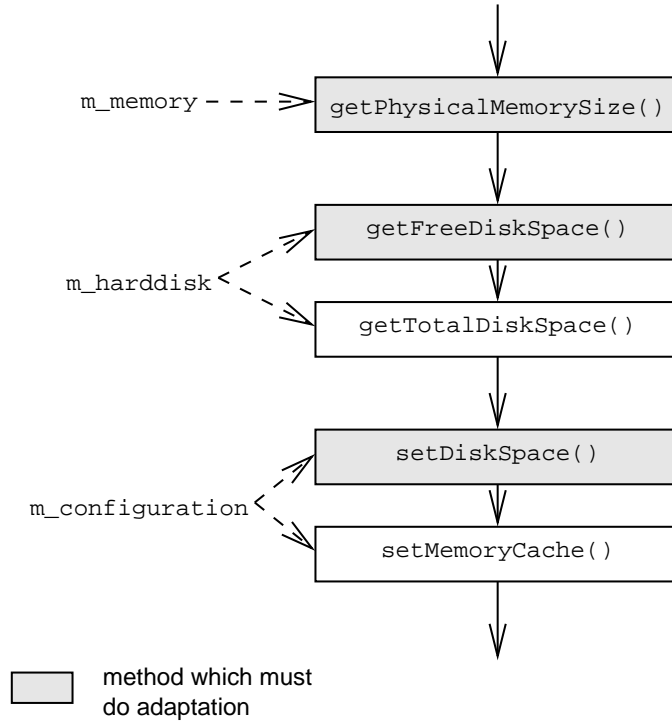 m_memory
getPhysicalMemorySize()
getFreeDiskSpace()
m_harddisk
getTotalDiskSpace()
setDiskSpace()
m_configuration
setMemoryCache()
method which must
do adaptation